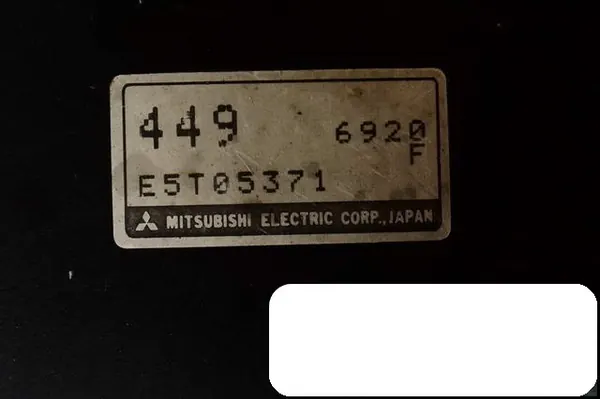 449 6920
F
E5T05371
MITSUBISHI ELECTRIC CORP., JAPAN